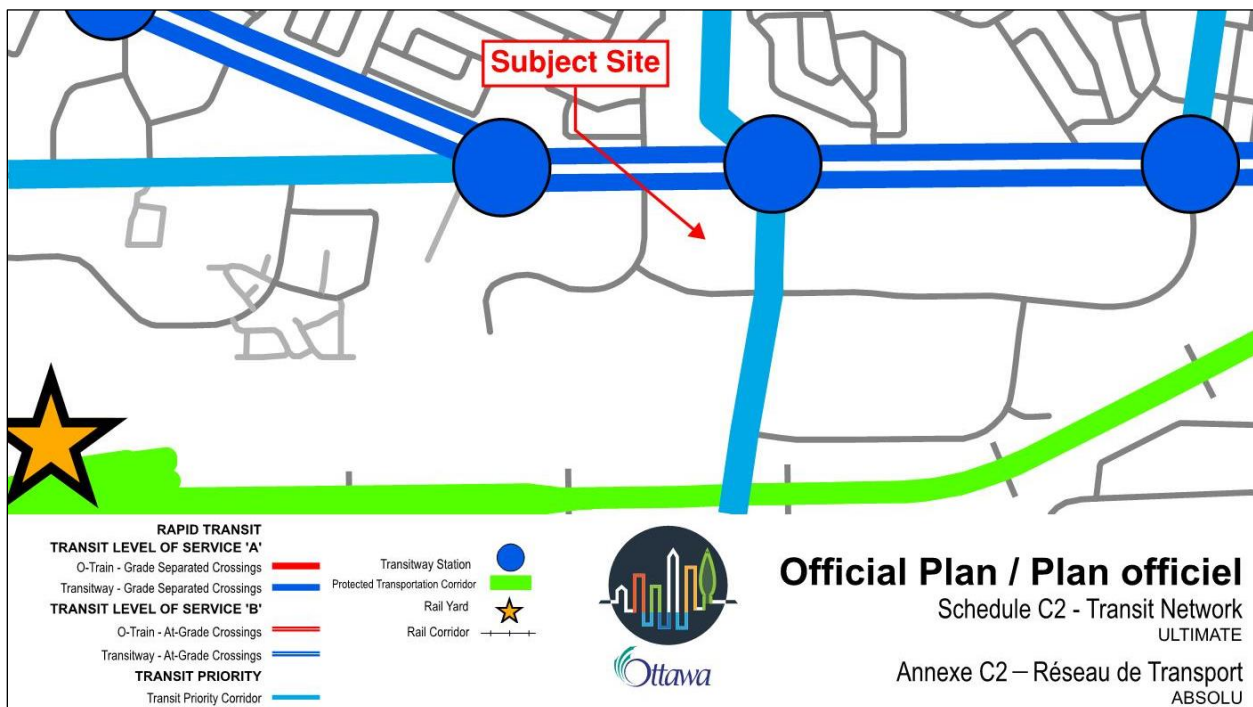 Subject Site
RAPID TRANSIT
TRANSIT LEVEL OF SERVICE 'A'
O-Train - Grade Separated Crossings
Transitway - Grade Separated Crossings
TRANSIT LEVEL OF SERVICE 'B'
O-Train - At-Grade Crossings
Transitway - At-Grade Crossings
TRANSIT PRIORITY
Transit Priority Corridor
Transitway Station
Protected Transportation Corridor
Rail Yard
Rail Corridor
Ottawa
Official Plan / Plan officiel
Schedule C2 - Transit Network
ULTIMATE
Annexe C2 – Réseau de Transport
ABSOLU